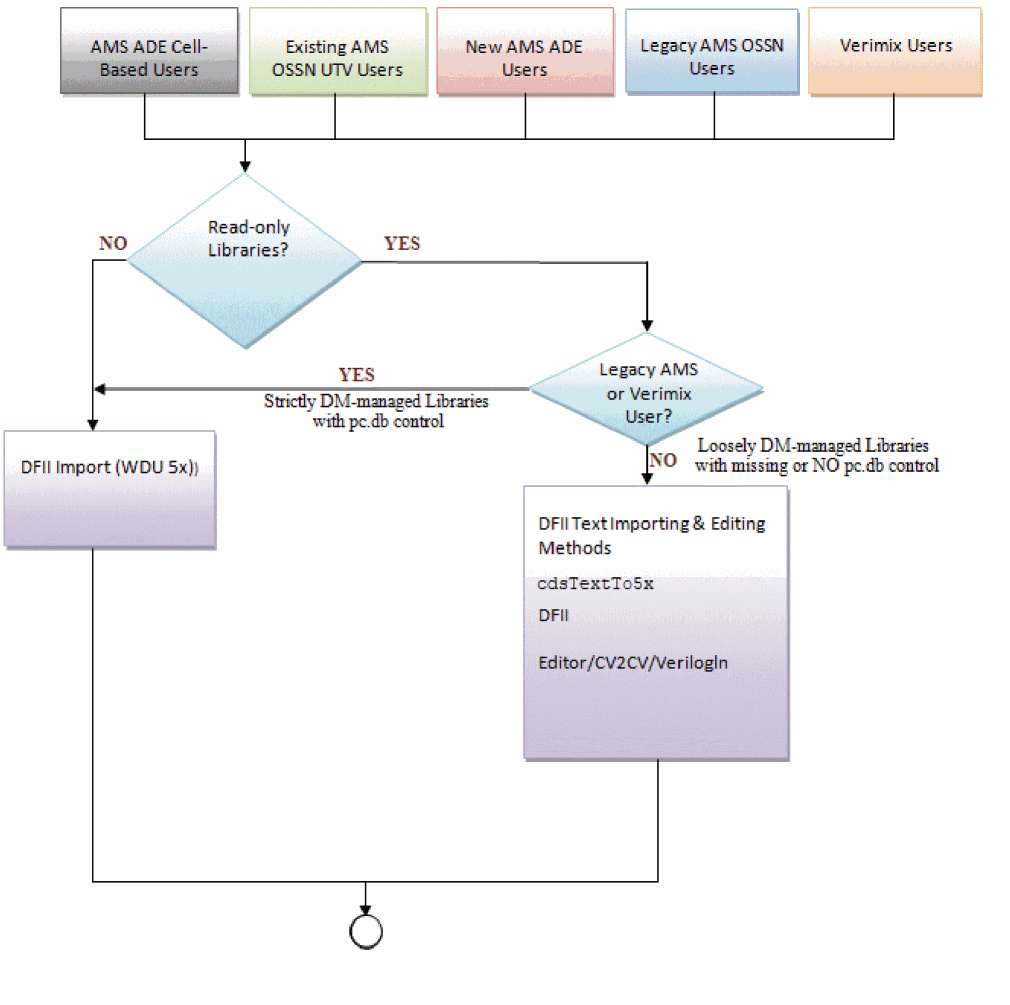 AMS ADE Cell-
Based Users
Existing AMS
OSSN UTV Users
New AMS ADE
Users
Legacy AMS OSSN
Users
Verimix Users
Read-only
Libraries?
NO
YES
Legacy AMS
or Verimix
User?
YES
Strictly DM-managed Libraries
with pc.db control
NO
Loosely DM-managed Libraries
with missing or NO pc.db control
DFII Import (WDU 5x))
DFII Text Importing & Editing
Methods
cdsTextTo5x
DFII
Editor/CV2CV/VerilogIn